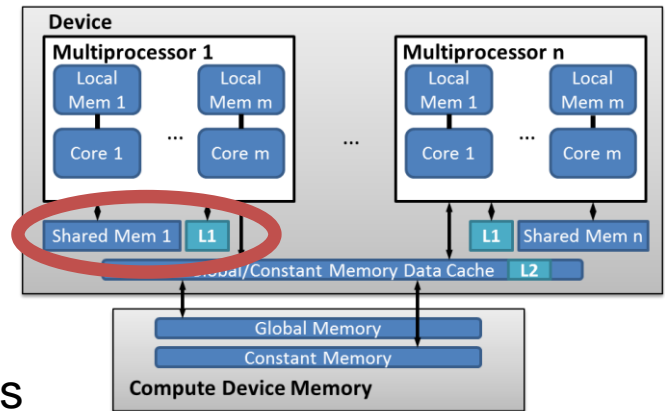 Device
Multiprocessor 1
Multiprocessor n
Local Mem 1
Local Mem m
Local Mem 1
Local Mem m
...
...
...
Core 1
Core m
Core 1
Core m
Shared Mem 1
L1
L1
Shared Mem n
Global/Constant Memory Data Cache
L2
Global Memory
Constant Memory
Compute Device Memory
s